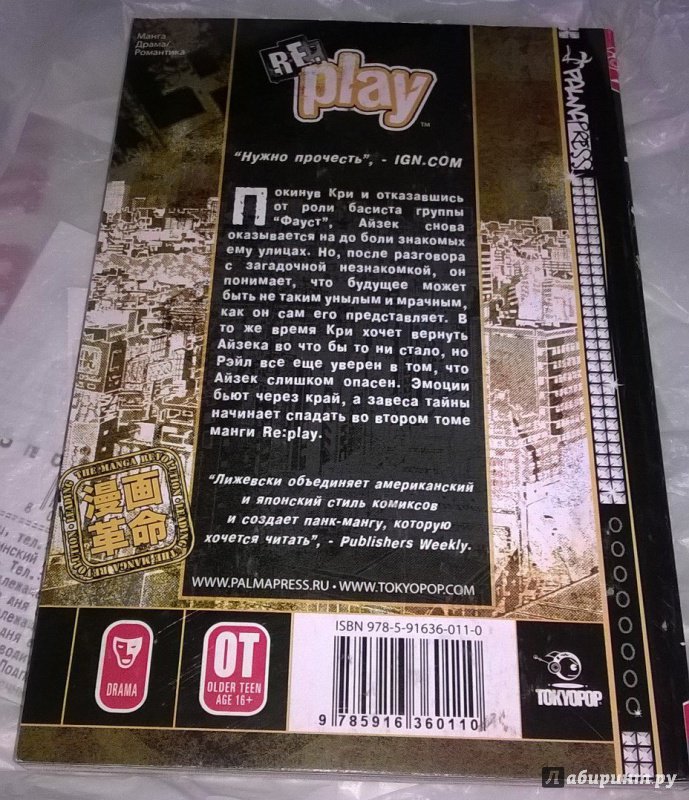 Манга
Драма/
Романтика
RE:
play
TM
PALMAPRESS
"Нужно прочесть", - IGN.COM
Покинув Кри и отказавшись
от роли басиста группы
"Фауст", Айзек снова
оказывается на до боли знакомых
ему улицах. Но, после разговора
с загадочной незнакомкой, он
понимает, что будущее может
быть не таким унылым и мрачным,
как он сам его представляет. В
то же время Кри хочет вернуть
Айзека во что бы то ни стало, но
Рэйл все еще уверен в том, что
Айзек слишком опасен. Эмоции
бьют через край, а завеса тайны
начинает спадать во втором томе
манги Re:play.
"Лижевски объединяет американский
и японский стиль комиксов
и создает панк-мангу, которую
хочется читать", - Publishers Weekly.
THE MANGA REVOLUTION
漫画
革命
WWW.PALMAPRESS.RU • WWW.TOKYOPOP.COM
DRAMA
OT
OLDER TEEN
AGE 16+
ISBN 978-5-91636-011-0
9 785916 360110
TOKYOPOP
Лабиринт.ру